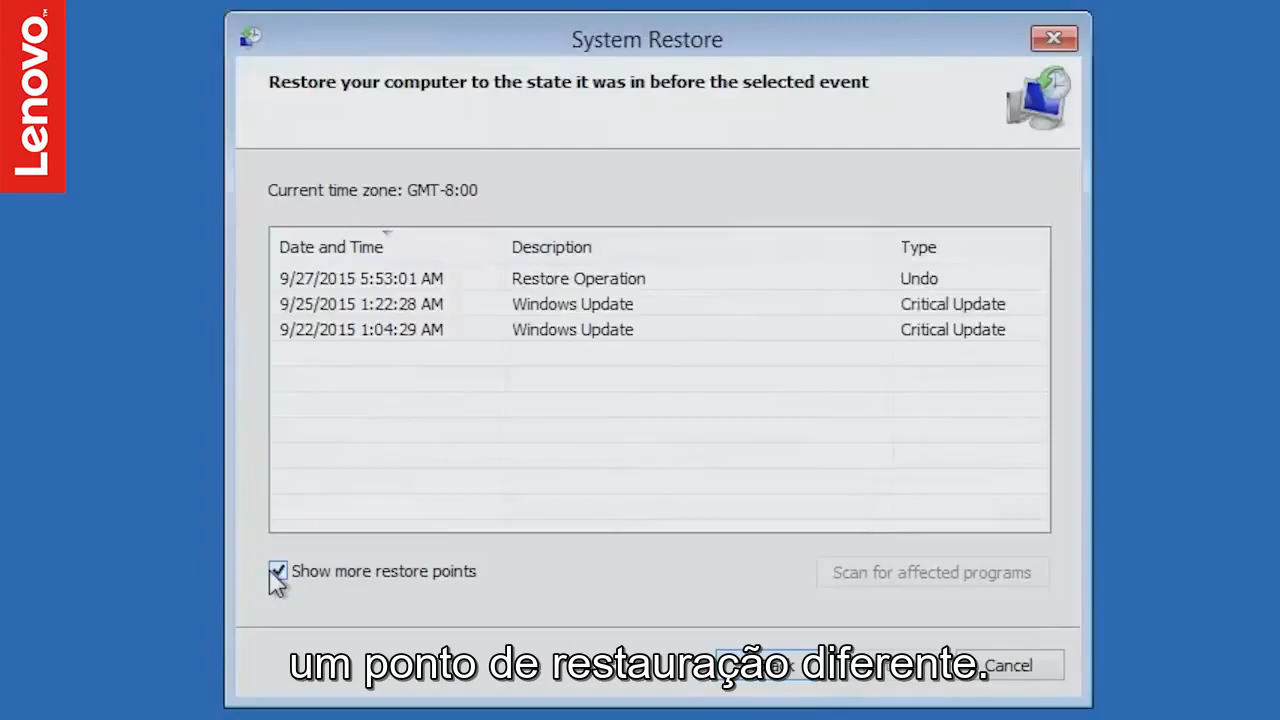 Lenovo™
System Restore
Restore your computer to the state it was in before the selected event
Current time zone: GMT-8:00
Date and Time Description Type
9/27/2015 5:53:01 AM Restore Operation Undo
9/25/2015 1:22:28 AM Windows Update Critical Update
9/22/2015 1:04:29 AM Windows Update Critical Update
Show more restore points
Scan for affected programs
Cancel
um ponto de restauração diferente.